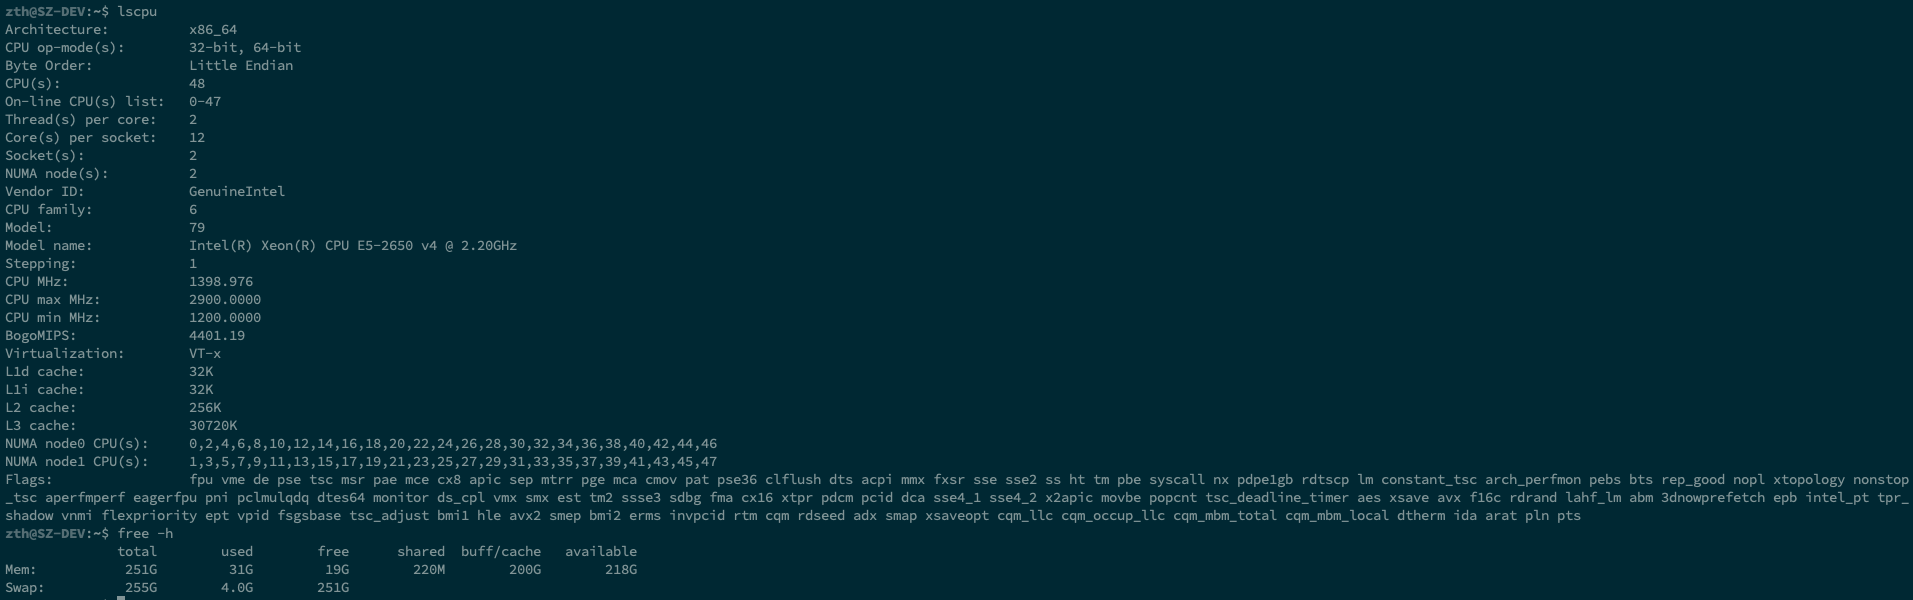 zth@SZ-DEV:~$ lscpu
Architecture:          x86_64
CPU op-mode(s):        32-bit, 64-bit
Byte Order:            Little Endian
CPU(s):                48
On-line CPU(s) list:   0-47
Thread(s) per core:    2
Core(s) per socket:    12
Socket(s):             2
NUMA node(s):          2
Vendor ID:             GenuineIntel
CPU family:            6
Model:                 79
Model name:            Intel(R) Xeon(R) CPU E5-2650 v4 @ 2.20GHz
Stepping:              1
CPU MHz:               1398.976
CPU max MHz:           2900.0000
CPU min MHz:           1200.0000
BogoMIPS:              4401.19
Virtualization:        VT-x
L1d cache:             32K
L1i cache:             32K
L2 cache:              256K
L3 cache:              30720K
NUMA node0 CPU(s):     0,2,4,6,8,10,12,14,16,18,20,22,24,26,28,30,32,34,36,38,40,42,44,46
NUMA node1 CPU(s):     1,3,5,7,9,11,13,15,17,19,21,23,25,27,29,31,33,35,37,39,41,43,45,47
Flags:                 fpu vme de pse tsc msr pae mce cx8 apic sep mtrr pge mca cmov pat pse36 clflush dts acpi mmx fxsr sse sse2 ss ht tm pbe syscall nx pdpe1gb rdtscp lm constant_tsc arch_perfmon pebs bts rep_good nopl xtopology nonstop
_tsc aperfmperf eagerfpu pni pclmulqdq dtes64 monitor ds_cpl vmx smx est tm2 ssse3 sdbg fma cx16 xtpr pdcm pcid dca sse4_1 sse4_2 x2apic movbe popcnt tsc_deadline_timer aes xsave avx f16c rdrand lahf_lm abm 3dnowprefetch epb intel_pt tpr_
shadow vnmi flexpriority ept vpid fsgsbase tsc_adjust bmi1 hle avx2 smep bmi2 erms invpcid rtm cqm rdseed adx smap xsaveopt cqm_llc cqm_occup_llc cqm_mbm_total cqm_mbm_local dtherm ida arat pln pts
zth@SZ-DEV:~$ free -h
              total        used        free      shared  buff/cache   available
Mem:           251G         31G         19G        220M        200G        218G
Swap:          255G        4.0G        251G